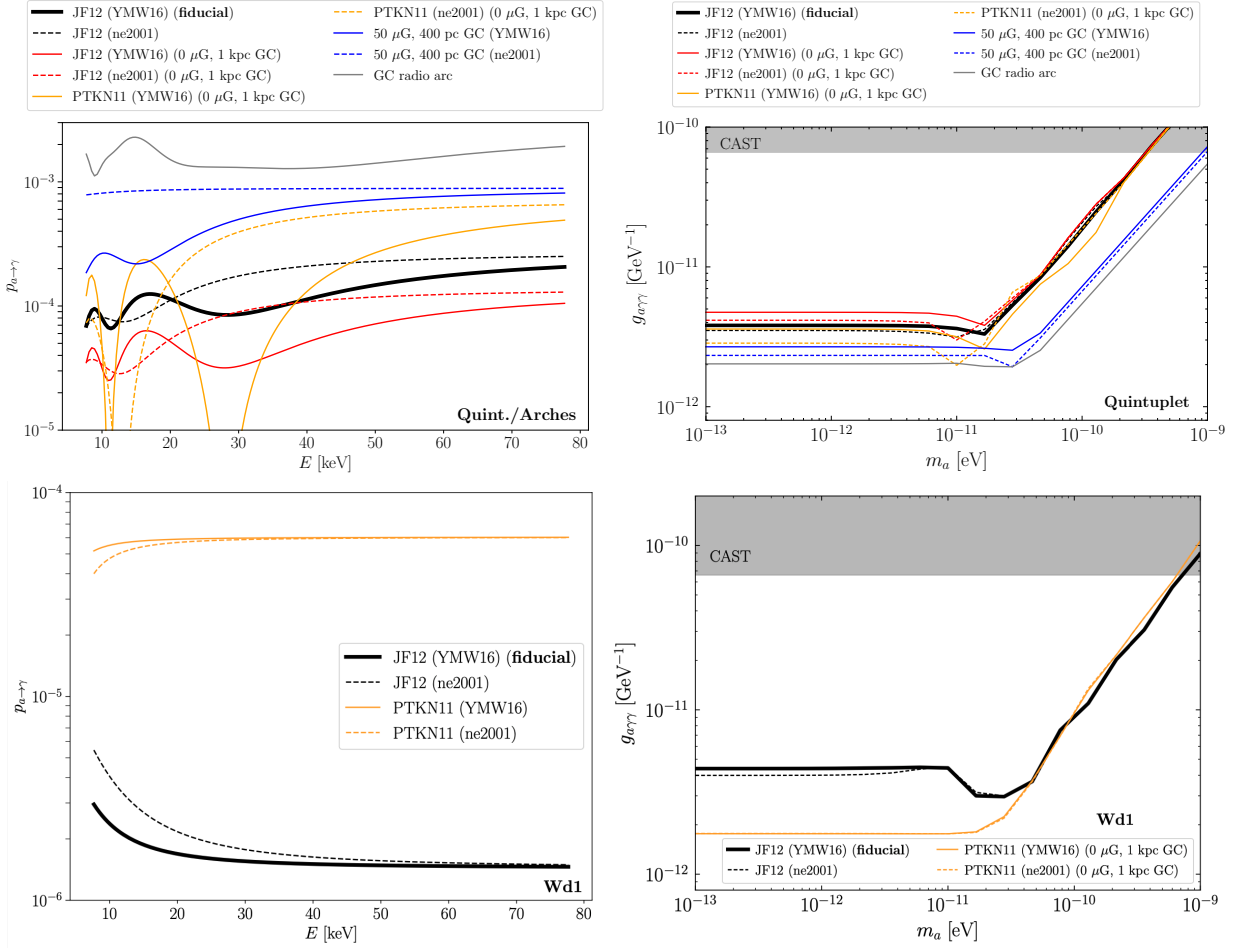 JF12 (YMW16) (fiducial)
JF12 (ne2001)
JF12 (YMW16) (0 μG, 1 kpc GC)
JF12 (ne2001) (0 μG, 1 kpc GC)
PTKN11 (YMW16) (0 μG, 1 kpc GC)
PTKN11 (ne2001) (0 μG, 1 kpc GC)
50 μG, 400 pc GC (YMW16)
50 μG, 400 pc GC (ne2001)
GC radio arc
10⁻³
10⁻⁴
10⁻⁵
p_{a→γ}
10 20 30 40 50 60 70 80
E [keV]
Quint./Arches
JF12 (YMW16) (fiducial)
JF12 (ne2001)
JF12 (YMW16) (0 μG, 1 kpc GC)
JF12 (ne2001) (0 μG, 1 kpc GC)
PTKN11 (YMW16) (0 μG, 1 kpc GC)
PTKN11 (ne2001) (0 μG, 1 kpc GC)
50 μG, 400 pc GC (YMW16)
50 μG, 400 pc GC (ne2001)
GC radio arc
10⁻¹⁰
10⁻¹¹
10⁻¹²
g_{aγγ} [GeV⁻¹]
CAST
Quintuplet
10⁻¹³ 10⁻¹² 10⁻¹¹ 10⁻¹⁰ 10⁻⁹
m_a [eV]
10⁻⁴
10⁻⁵
10⁻⁶
p_{a→γ}
JF12 (YMW16) (fiducial)
JF12 (ne2001)
PTKN11 (YMW16)
PTKN11 (ne2001)
Wd1
10 20 30 40 50 60 70 80
E [keV]
10⁻¹⁰
10⁻¹¹
10⁻¹²
g_{aγγ} [GeV⁻¹]
CAST
Wd1
JF12 (YMW16) (fiducial)
JF12 (ne2001)
PTKN11 (YMW16) (0 μG, 1 kpc GC)
PTKN11 (ne2001) (0 μG, 1 kpc GC)
10⁻¹³ 10⁻¹² 10⁻¹¹ 10⁻¹⁰ 10⁻⁹
m_a [eV]